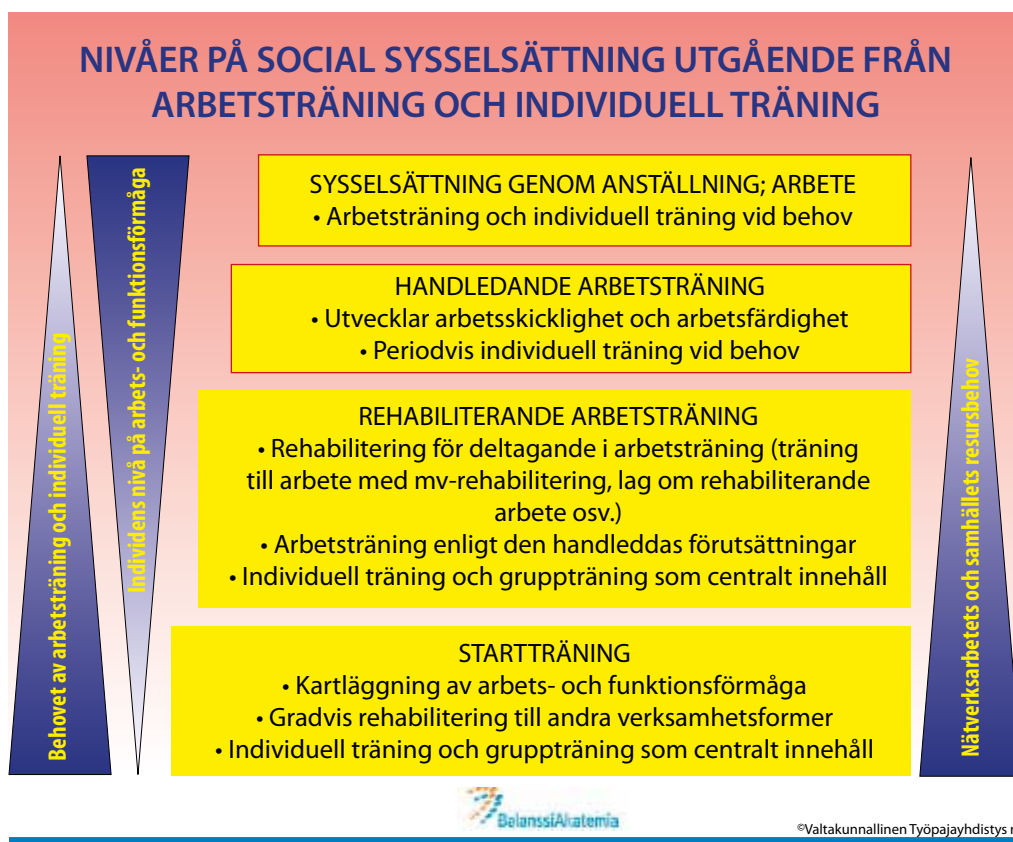 NIVÅER PÅ SOCIAL SYSSELSÄTTNING UTGÅENDE FRÅN
ARBETSTRÄNING OCH INDIVIDUELL TRÄNING
Behovet av arbetsträning och individuell träning
Individens nivå på arbets- och funktionsförmåga
SYSSELSÄTTNING GENOM ANSTÄLLNING; ARBETE
• Arbetsträning och individuell träning vid behov
HANDLEDANDE ARBETSTRÄNING
• Utvecklar arbetsskicklighet och arbetsfärdighet
• Periodvis individuell träning vid behov
REHABILITERANDE ARBETSTRÄNING
• Rehabilitering för deltagande i arbetsträning (träning
till arbete med mv-rehabilitering, lag om rehabiliterande
arbete osv.)
• Arbetsträning enligt den handleddas förutsättningar
• Individuell träning och gruppträning som centralt innehåll
STARTTRÄNING
• Kartläggning av arbets- och funktionsförmåga
• Gradvis rehabilitering till andra verksamhetsformer
• Individuell träning och gruppträning som centralt innehåll
Nätverksarbetets och samhällets resursbehov
BalanssiAkatemia
©Valtakunnallinen Työpajayhdistys r